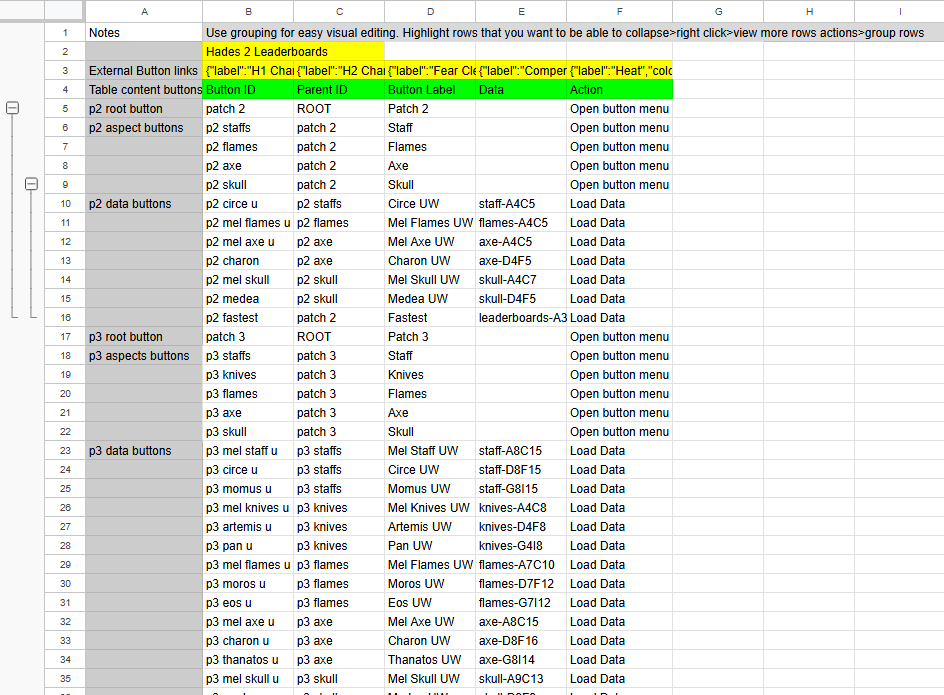 A B C D E F G H I
1 Notes Use grouping for easy visual editing. Highlight rows that you want to be able to collapse>right click>view more rows actions>group rows
2 Hades 2 Leaderboards
3 External Button links {"label":"H1 Char {"label":"H2 Char {"label":"Fear Cle {"label":"Comper {"label":"Heat","colo
4 Table content buttons Button ID Parent ID Button Label Data Action
5 p2 root button patch 2 ROOT Patch 2 Open button menu
6 p2 aspect buttons p2 staffs patch 2 Staff Open button menu
7 p2 flames patch 2 Flames Open button menu
8 p2 axe patch 2 Axe Open button menu
9 p2 skull patch 2 Skull Open button menu
10 p2 data buttons p2 circe u p2 staffs Circe UW staff-A4C5 Load Data
11 p2 mel flames u p2 flames Mel Flames UW flames-A4C5 Load Data
12 p2 mel axe u p2 axe Mel Axe UW axe-A4C5 Load Data
13 p2 charon p2 axe Charon UW axe-D4F5 Load Data
14 p2 mel skull p2 skull Mel Skull UW skull-A4C7 Load Data
15 p2 medea p2 skull Medea UW skull-D4F5 Load Data
16 p2 fastest patch 2 Fastest leaderboards-A3 Load Data
17 p3 root button patch 3 ROOT Patch 3 Open button menu
18 p3 aspects buttons p3 staffs patch 3 Staff Open button menu
19 p3 knives patch 3 Knives Open button menu
20 p3 flames patch 3 Flames Open button menu
21 p3 axe patch 3 Axe Open button menu
22 p3 skull patch 3 Skull Open button menu
23 p3 data buttons p3 mel staff u p3 staffs Mel Staff UW staff-A8C15 Load Data
24 p3 circe u p3 staffs Circe UW staff-D8F15 Load Data
25 p3 momus u p3 staffs Momus UW staff-G8I15 Load Data
26 p3 mel knives u p3 knives Mel Knives UW knives-A4C8 Load Data
27 p3 artemis u p3 knives Artemis UW knives-D4F8 Load Data
28 p3 pan u p3 knives Pan UW knives-G4I8 Load Data
29 p3 mel flames u p3 flames Mel Flames UW flames-A7C10 Load Data
30 p3 moros u p3 flames Moros UW flames-D7F12 Load Data
31 p3 eos u p3 flames Eos UW flames-G7I12 Load Data
32 p3 mel axe u p3 axe Mel Axe UW axe-A8C15 Load Data
33 p3 charon u p3 axe Charon UW axe-D8F16 Load Data
34 p3 thanatos u p3 axe Thanatos UW axe-G8I14 Load Data
35 p3 mel skull u p3 skull Mel Skull UW skull-A9C13 Load Data